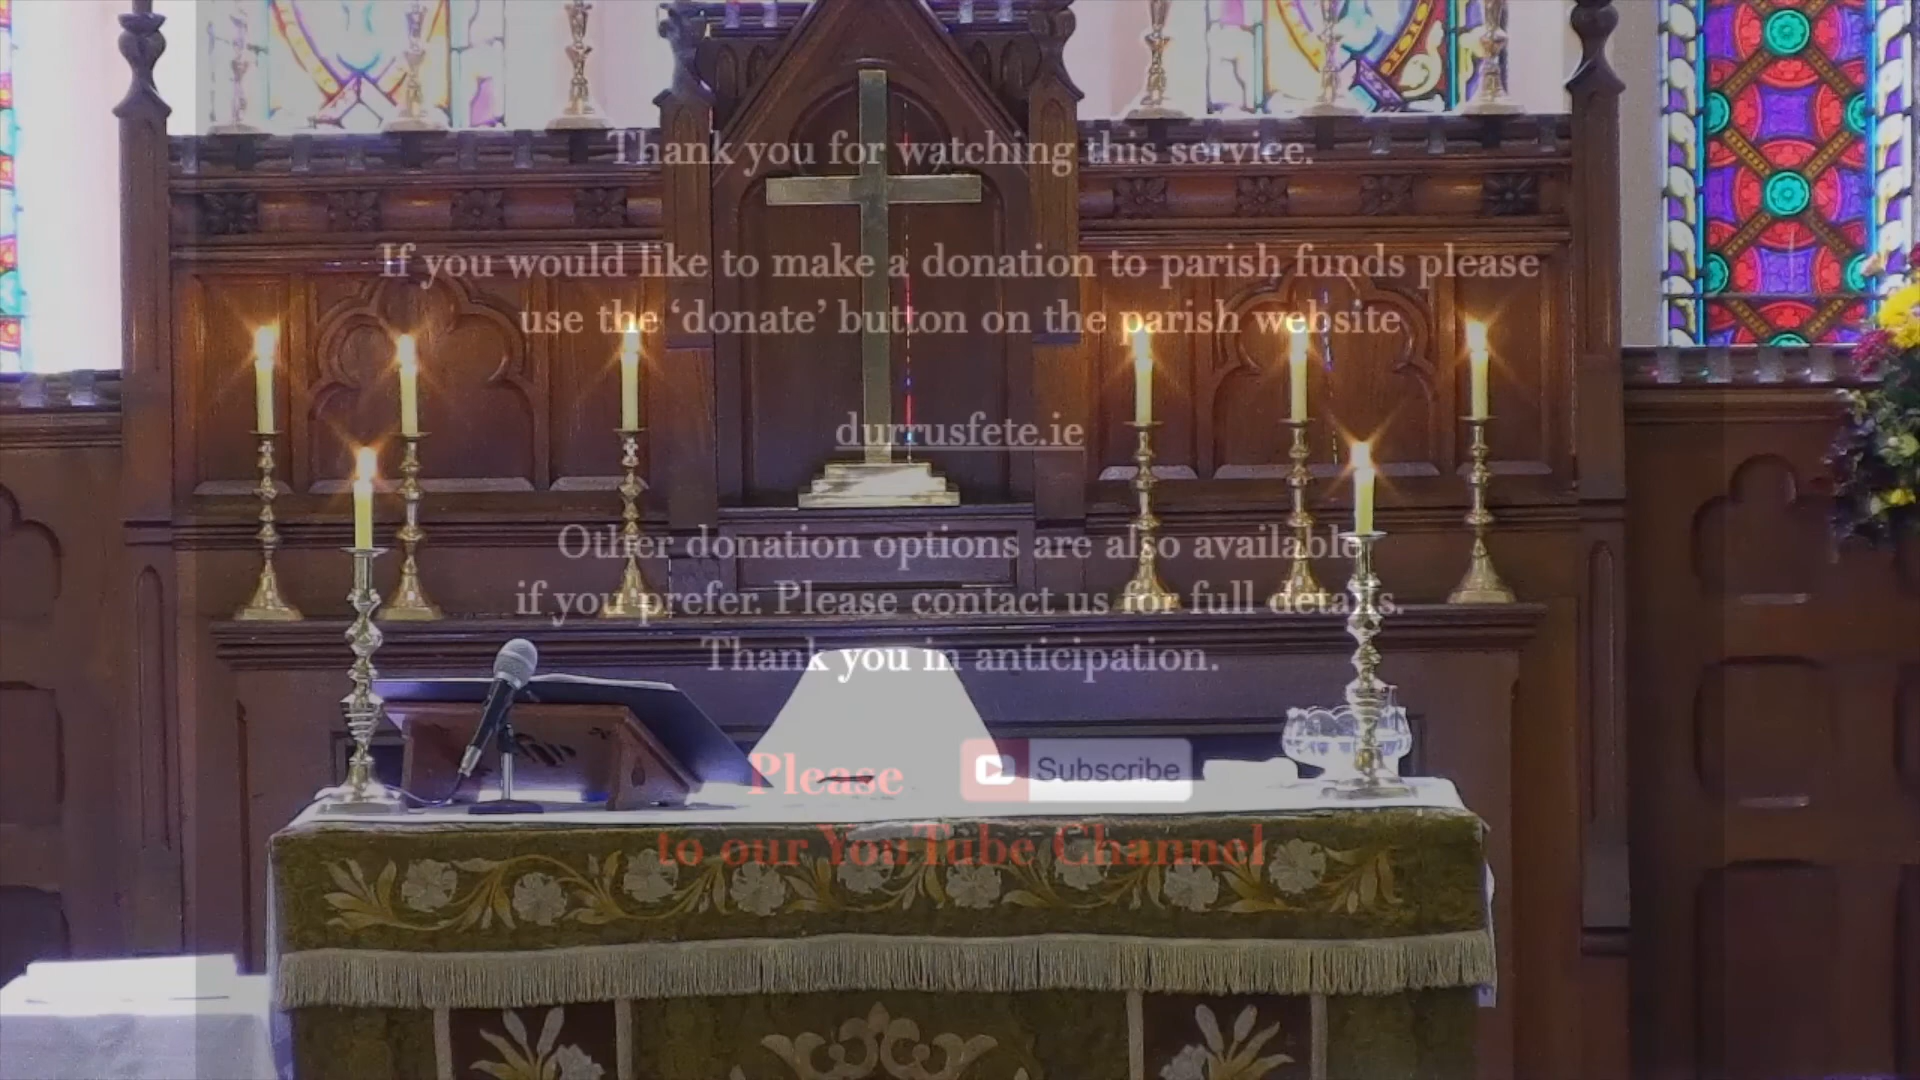 Thank you for watching this service.
If you would like to make a donation to parish funds please
use the ‘donate’ button on the parish website
durrusfete.ie
Other donation options are also available
if you prefer. Please contact us for full details.
Thank you in anticipation.
Please Subscribe
to our YouTube Channel